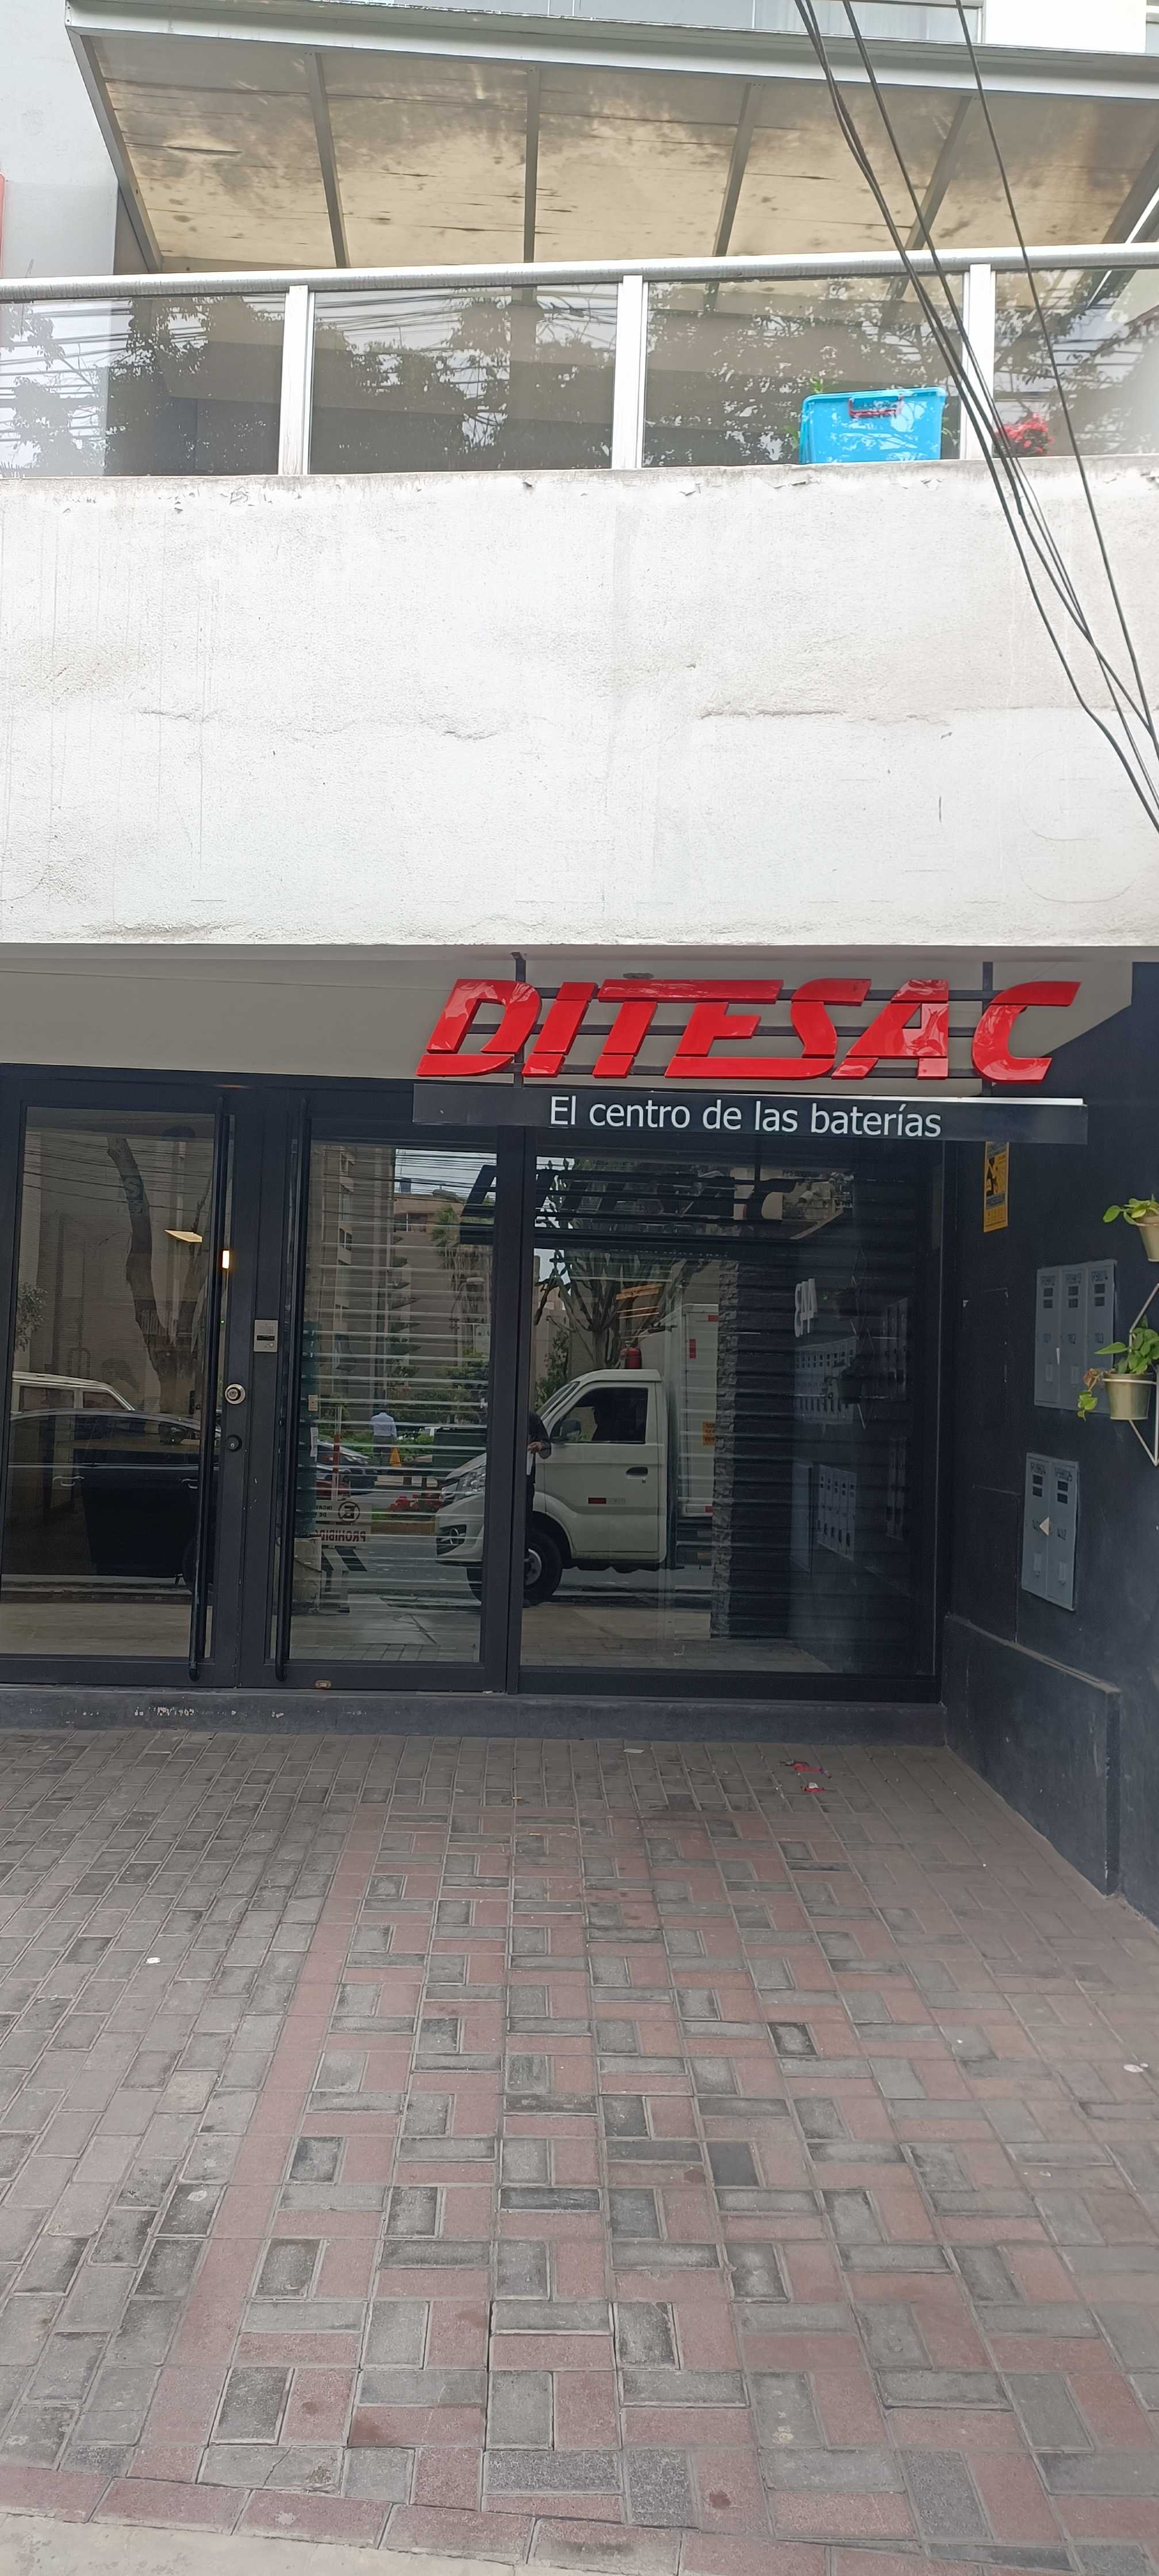 DITESAC
El centro de las baterías